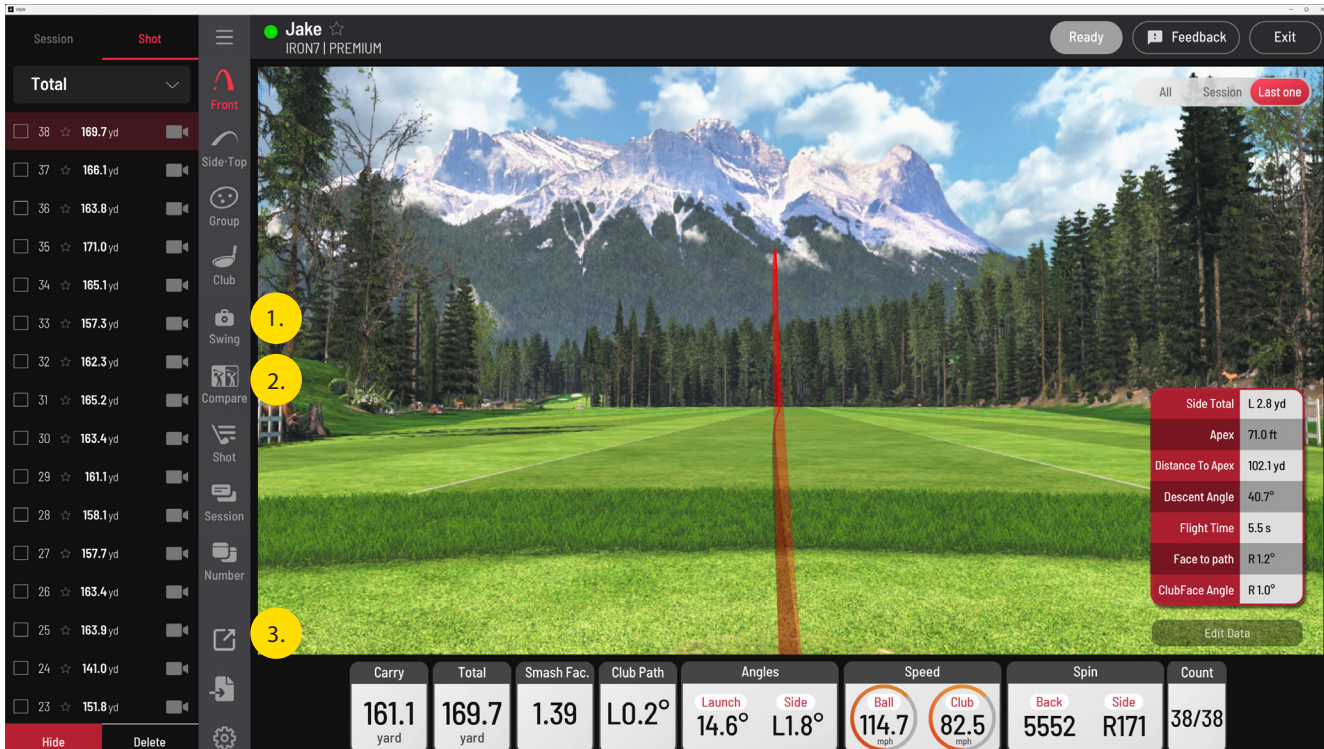 VIEW
Session Shot
Total
38 169.7 yd
37 166.1 yd
36 163.8 yd
35 171.0 yd
34 165.1 yd
33 157.3 yd
32 162.3 yd
31 165.2 yd
30 163.4 yd
29 161.1 yd
28 158.1 yd
27 157.7 yd
26 163.4 yd
25 163.9 yd
24 141.0 yd
23 151.8 yd
Hide Delete
Front
Side·Top
Group
Club
Swing
Compare
Shot
Session
Number
1.
2.
3.
Jake
IRON7 | PREMIUM
Ready Feedback Exit
All Session Last one
Side Total L 2.8 yd
Apex 71.0 ft
Distance To Apex 102.1 yd
Descent Angle 40.7°
Flight Time 5.5 s
Face to path R 1.2°
ClubFace Angle R 1.0°
Edit Data
Carry Total Smash Fac. Club Path Angles Speed Spin Count
Launch Side Ball Club Back Side
161.1 169.7 1.39 L0.2° 14.6° L1.8° 114.7 82.5 5552 R171 38/38
yard yard mph mph